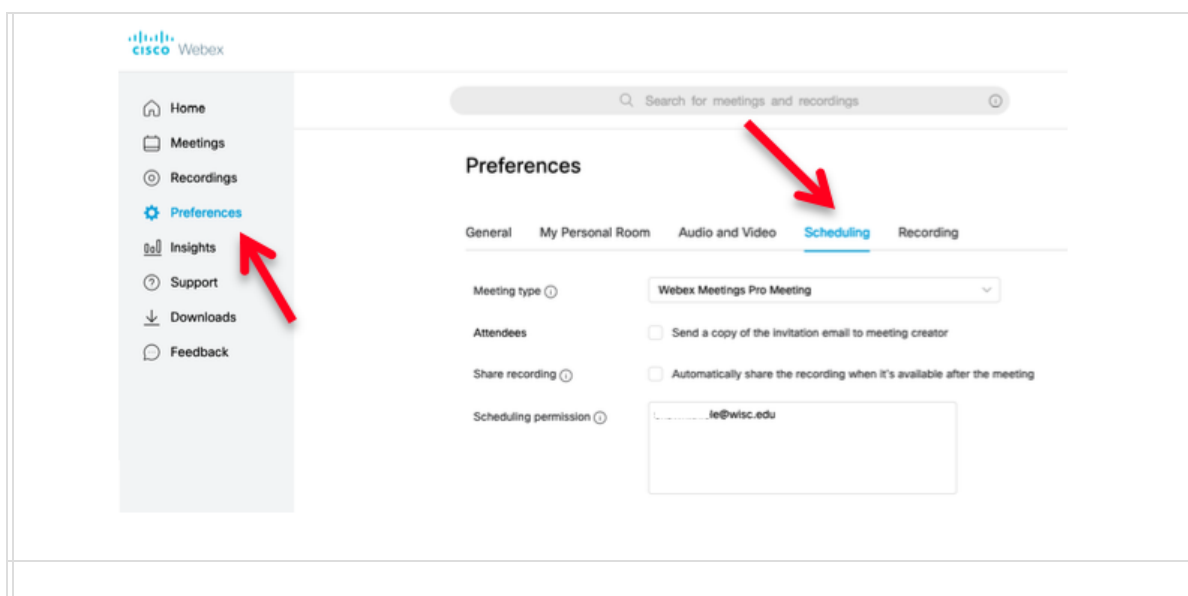 cisco Webex
Home
Meetings
Recordings
Preferences
Insights
Support
Downloads
Feedback
Search for meetings and recordings
Preferences
General My Personal Room Audio and Video Scheduling Recording
Meeting type Webex Meetings Pro Meeting
Attendees Send a copy of the invitation email to meeting creator
Share recording Automatically share the recording when it's available after the meeting
Scheduling permission le@wisc.edu